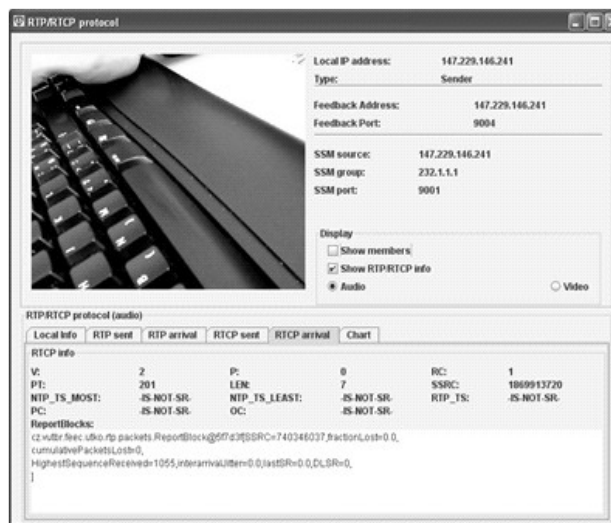 RTP/RTCP protocol
Local IP address: 147.229.146.241
Type: Sender
Feedback Address: 147.229.146.241
Feedback Port: 9004
SSM source: 147.229.146.241
SSM group: 232.1.1.1
SSM port: 9001
Display
Show members
Show RTP/RTCP info
Audio Video
RTP/RTCP protocol (audio)
Local Info RTP sent RTP arrival RTCP sent RTCP arrival Chart
RTCP info
V: 2 P: 0 RC: 1
PT: 201 LEN: 7 SSRC: 1869913720
NTP_TS_MOST: -IS-NOT-SR- NTP_TS_LEAST: -IS-NOT-SR- RTP_TS: -IS-NOT-SR-
PC: -IS-NOT-SR- OC: -IS-NOT-SR-
ReportBlocks:
cz.vutbr.feec.utko.rtp.packets.ReportBlock@5f7d3f[SSRC=740346037,fractionLost=0.0,
cumulativePacketsLost=0,
HighestSequenceReceived=1055,interarrivalJitter=0.0,lastSR=0.0,DLSR=0,
]